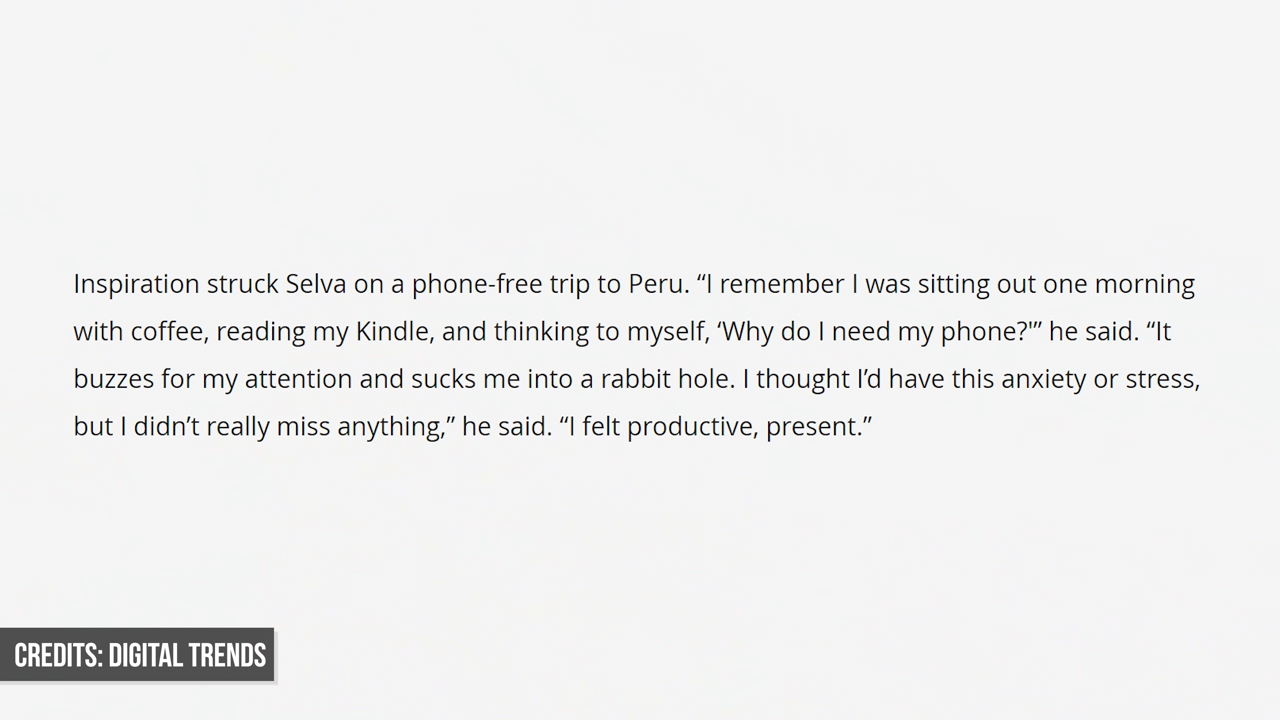 Inspiration struck Selva on a phone-free trip to Peru. “I remember I was sitting out one morning
with coffee, reading my Kindle, and thinking to myself, ‘Why do I need my phone?'” he said. “It
buzzes for my attention and sucks me into a rabbit hole. I thought I’d have this anxiety or stress,
but I didn’t really miss anything,” he said. “I felt productive, present.”
CREDITS: DIGITAL TRENDS